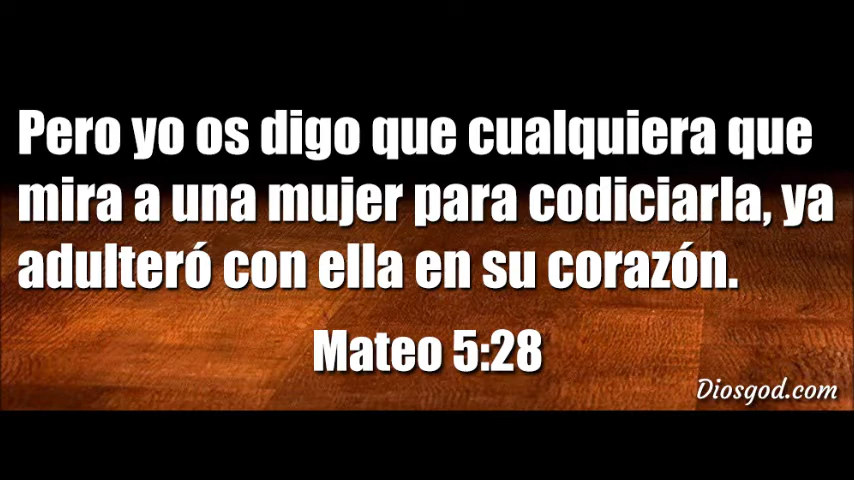 Pero yo os digo que cualquiera que
mira a una mujer para codiciarla, ya
adulteró con ella en su corazón.
Mateo 5:28
Diosgod.com